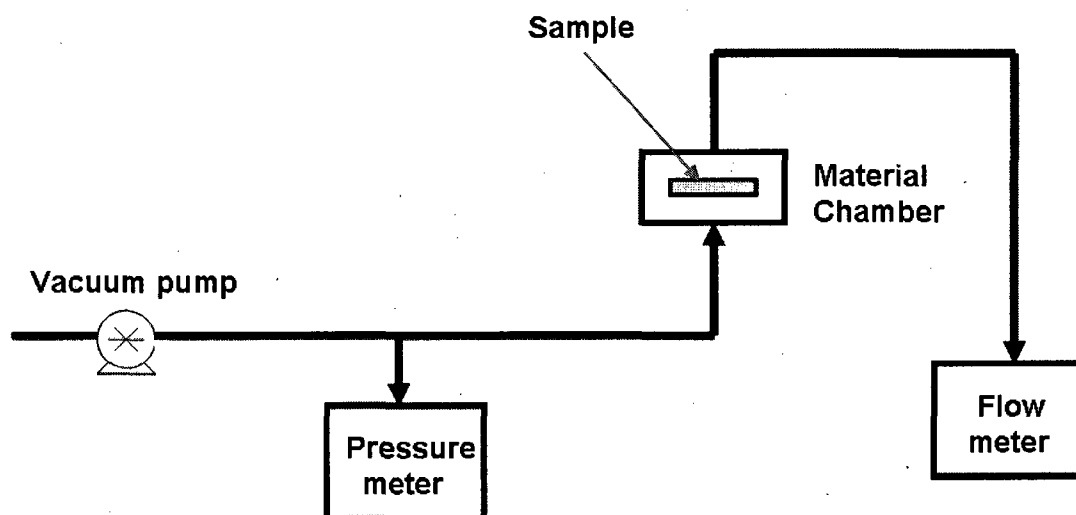 Sample
Material
Chamber
Vacuum pump
Flow
meter
Pressure
meter